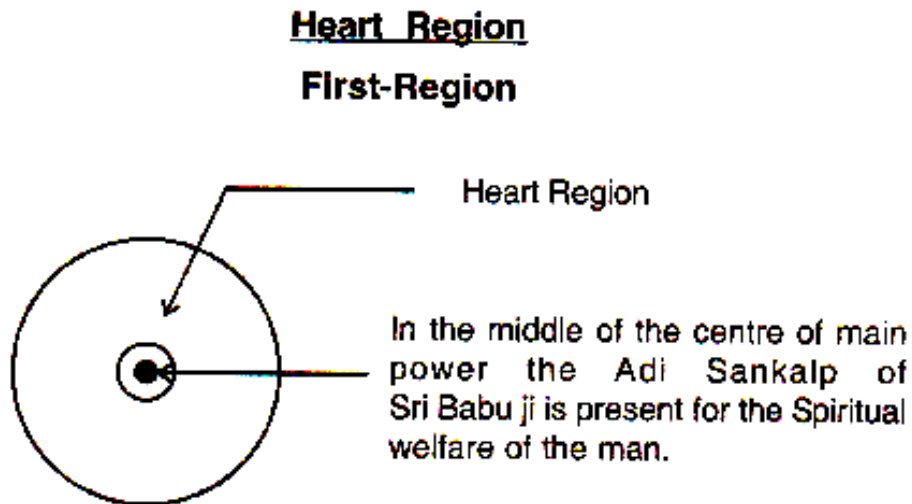 Heart Region
First-Region
Heart Region
In the middle of the centre of main
power the Adi Sankalp of
Sri Babu ji is present for the Spiritual
welfare of the man.